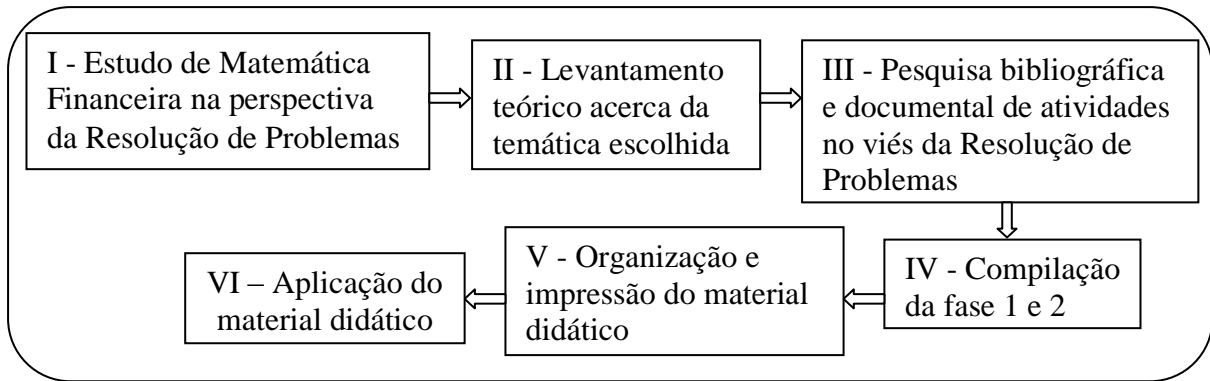 I - Estudo de Matemática
Financeira na perspectiva
da Resolução de Problemas
II - Levantamento
teórico acerca da
temática escolhida
III - Pesquisa bibliográfica
e documental de atividades
no viés da Resolução de
Problemas
IV - Compilação
da fase 1 e 2
V - Organização e
impressão do material
didático
VI – Aplicação do
material didático